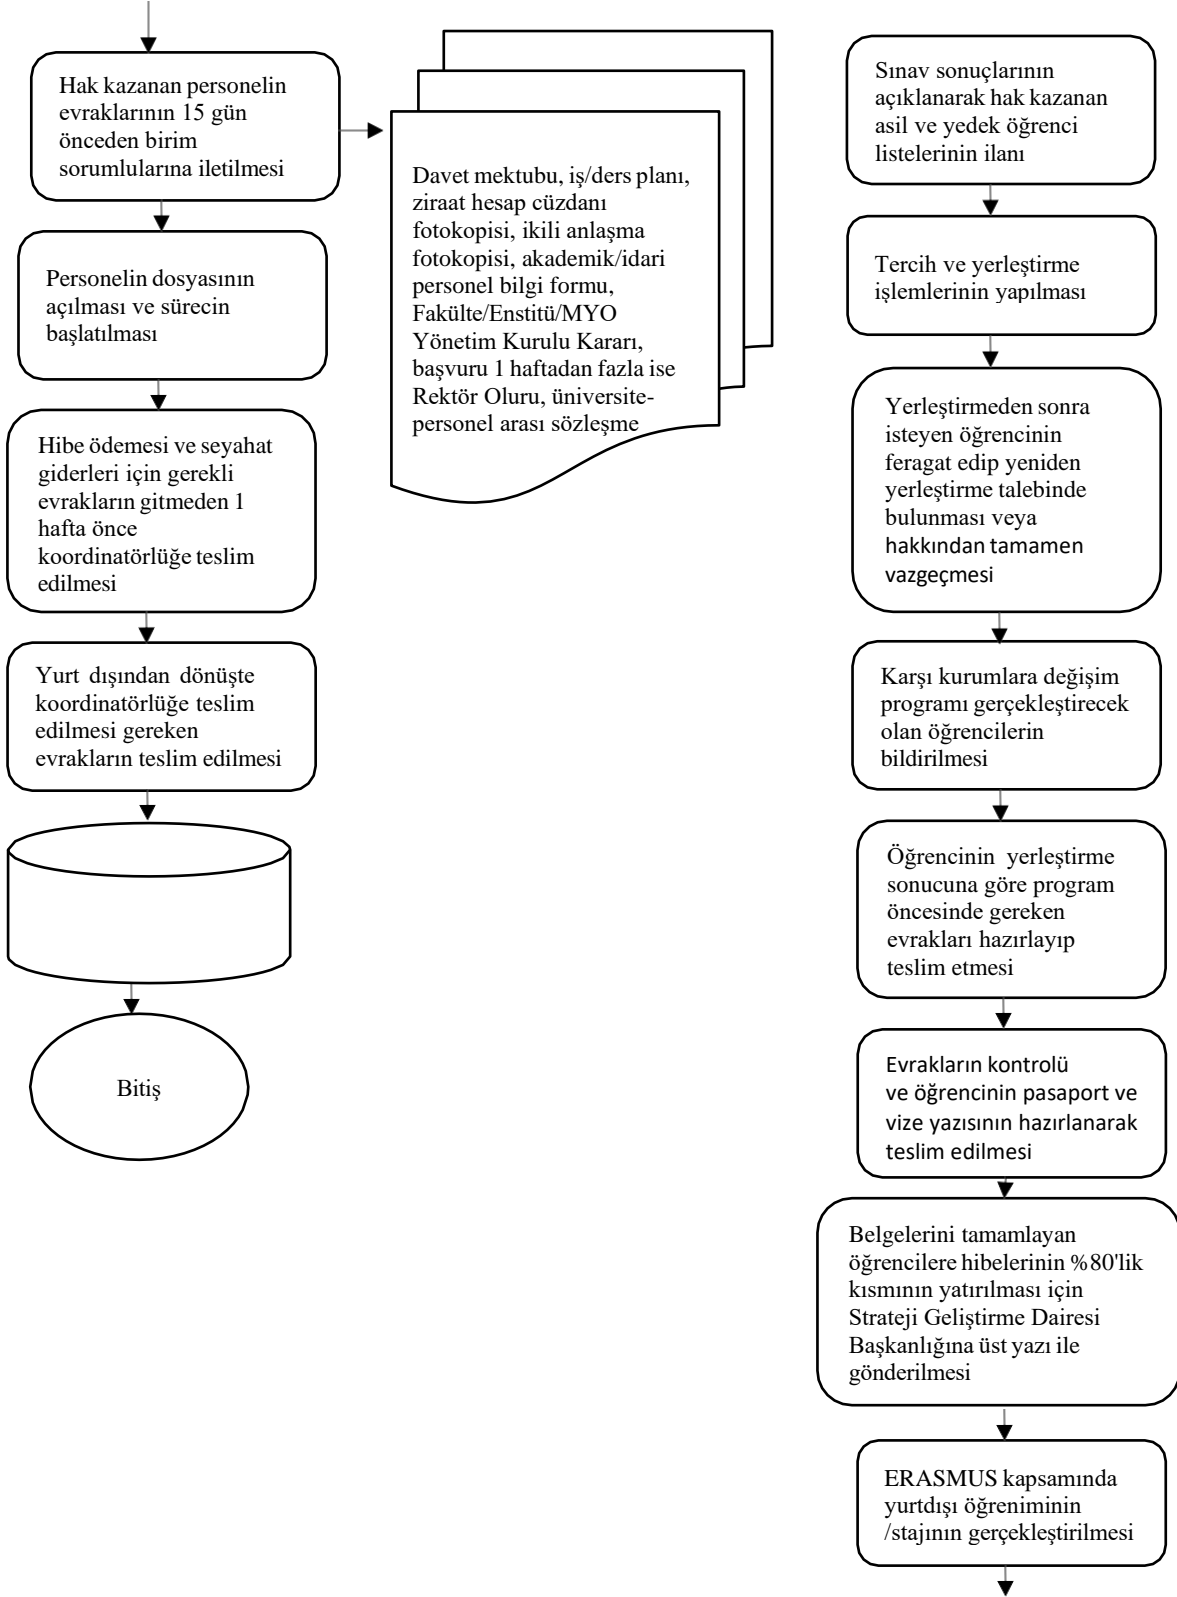 Hak kazanan personelin
evraklarının 15 gün
önceden birim
sorumlularına iletilmesi
Personelin dosyasının
açılması ve sürecin
başlatılması
Hibe ödemesi ve seyahat
giderleri için gerekli
evrakların gitmeden 1
hafta önce
koordinatörlüğe teslim
edilmesi
Yurt dışından dönüşte
koordinatörlüğe teslim
edilmesi gereken
evrakların teslim edilmesi
Bitiş
Davet mektubu, iş/ders planı,
ziraat hesap cüzdanı
fotokopisi, ikili anlaşma
fotokopisi, akademik/idari
personel bilgi formu,
Fakülte/Enstitü/MYO
Yönetim Kurulu Kararı,
başvuru 1 haftadan fazla ise
Rektör Oluru, üniversite-
personel arası sözleşme
Sınav sonuçlarının
açıklanarak hak kazanan
asil ve yedek öğrenci
listelerinin ilanı
Tercih ve yerleştirme
işlemlerinin yapılması
Yerleştirmeden sonra
isteyen öğrencinin
feragat edip yeniden
yerleştirme talebinde
bulunması veya
hakkından tamamen
vazgeçmesi
Karşı kurumlara değişim
programı gerçekleştirecek
olan öğrencilerin
bildirilmesi
Öğrencinin yerleştirme
sonucuna göre program
öncesinde gereken
evrakları hazırlayıp
teslim etmesi
Evrakların kontrolü
ve öğrencinin pasaport ve
vize yazısının hazırlanarak
teslim edilmesi
Belgelerini tamamlayan
öğrencilere hibelerinin %80'lik
kısmının yatırılması için
Strateji Geliştirme Dairesi
Başkanlığına üst yazı ile
gönderilmesi
ERASMUS kapsamında
yurtdışı öğreniminin
/stajının gerçekleştirilmesi